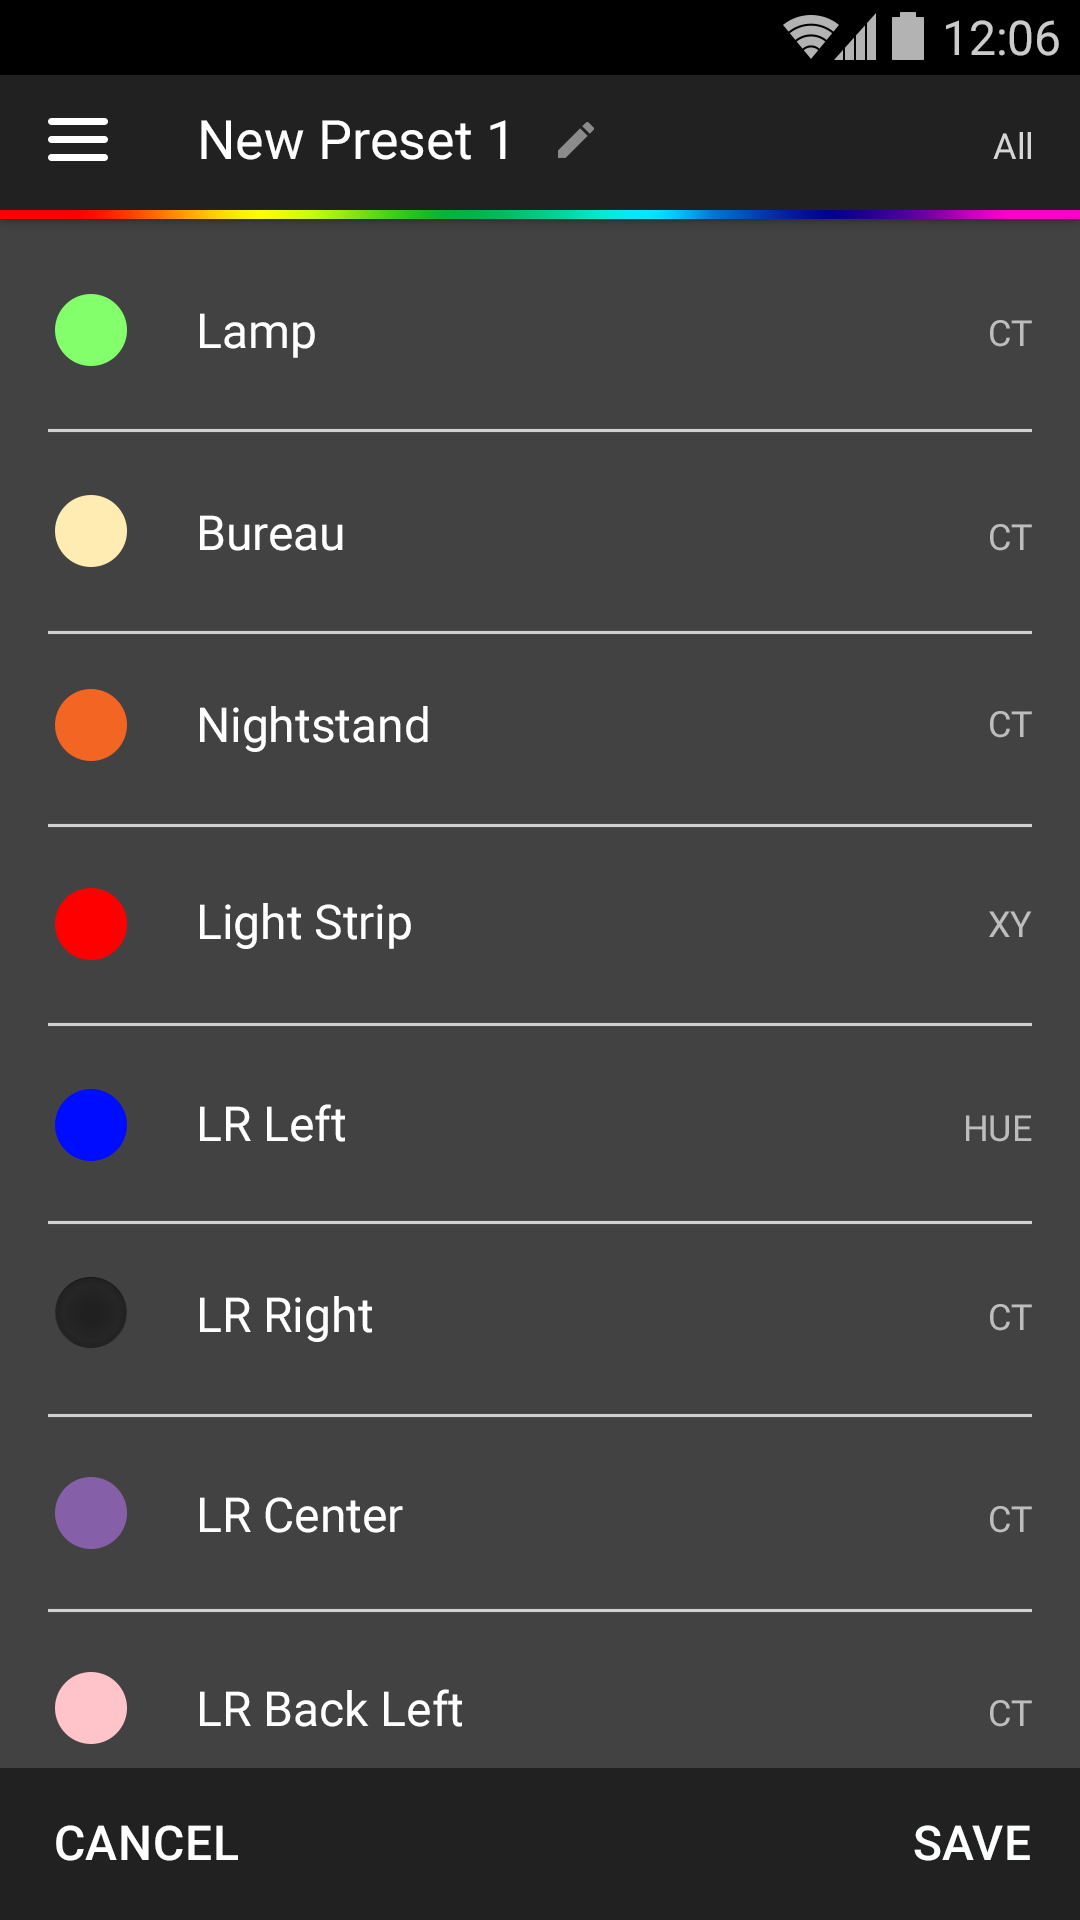 12:06
New Preset 1 All
Lamp CT
Bureau CT
Nightstand CT
Light Strip XY
LR Left HUE
LR Right CT
LR Center CT
LR Back Left CT
CANCEL SAVE